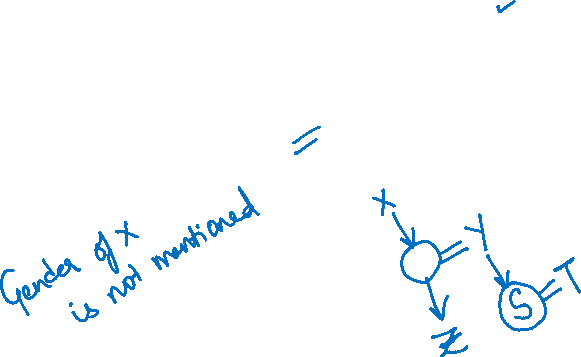 Gender of X
is not mentioned
X
Y
S = T
Z